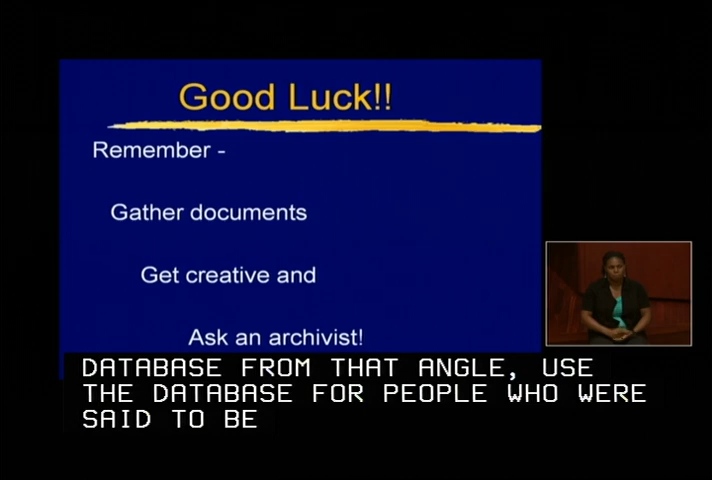 Good Luck!!
Remember -
Gather documents
Get creative and
Ask an archivist!
DATABASE FROM THAT ANGLE, USE
THE DATABASE FOR PEOPLE WHO WERE
SAID TO BE